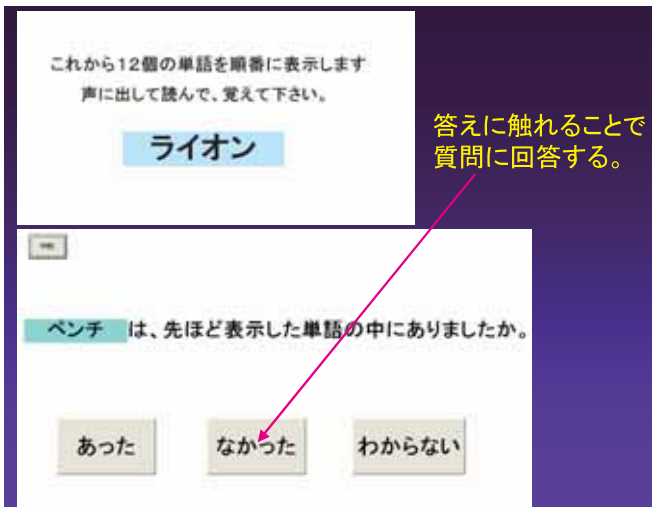 これから12個の単語を順番に表示します
声に出して読んで、覚えて下さい。
ライオン
答えに触れることで
質問に回答する。
ペンチ は、先ほど表示した単語の中にありましたか。
あった なかった わからない